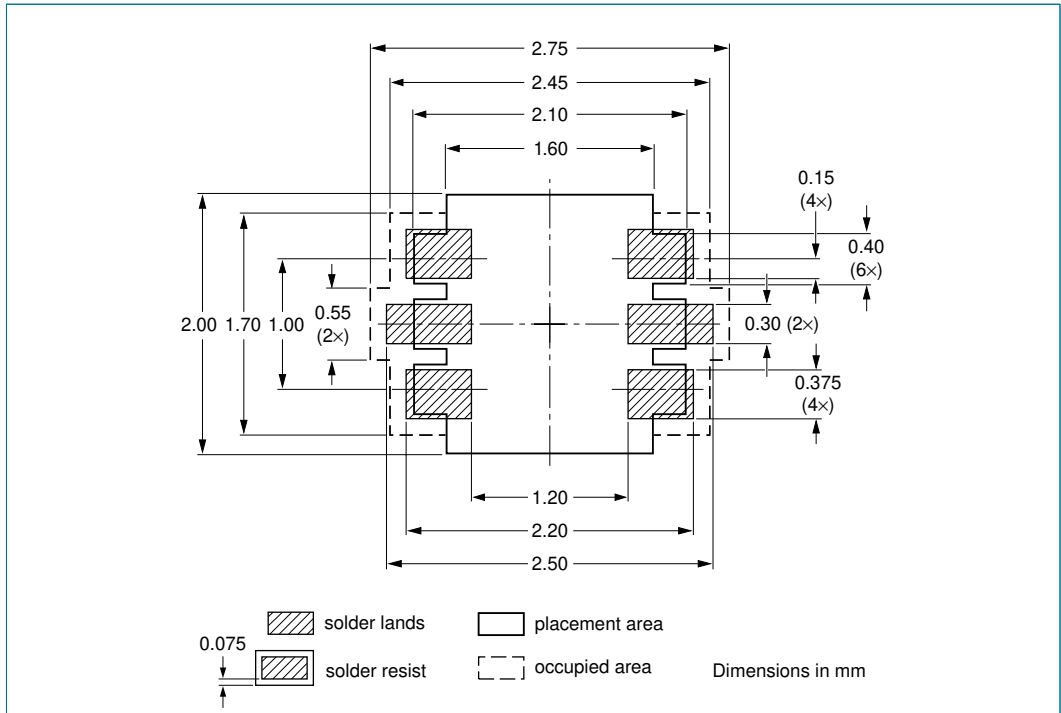 2.75
2.45
2.10
1.60
0.15
(4×)
0.40
(6×)
2.00 1.70 1.00 0.55
(2×)
0.30 (2×)
0.375
(4×)
1.20
2.20
2.50
solder lands
placement area
0.075
solder resist
occupied area
Dimensions in mm